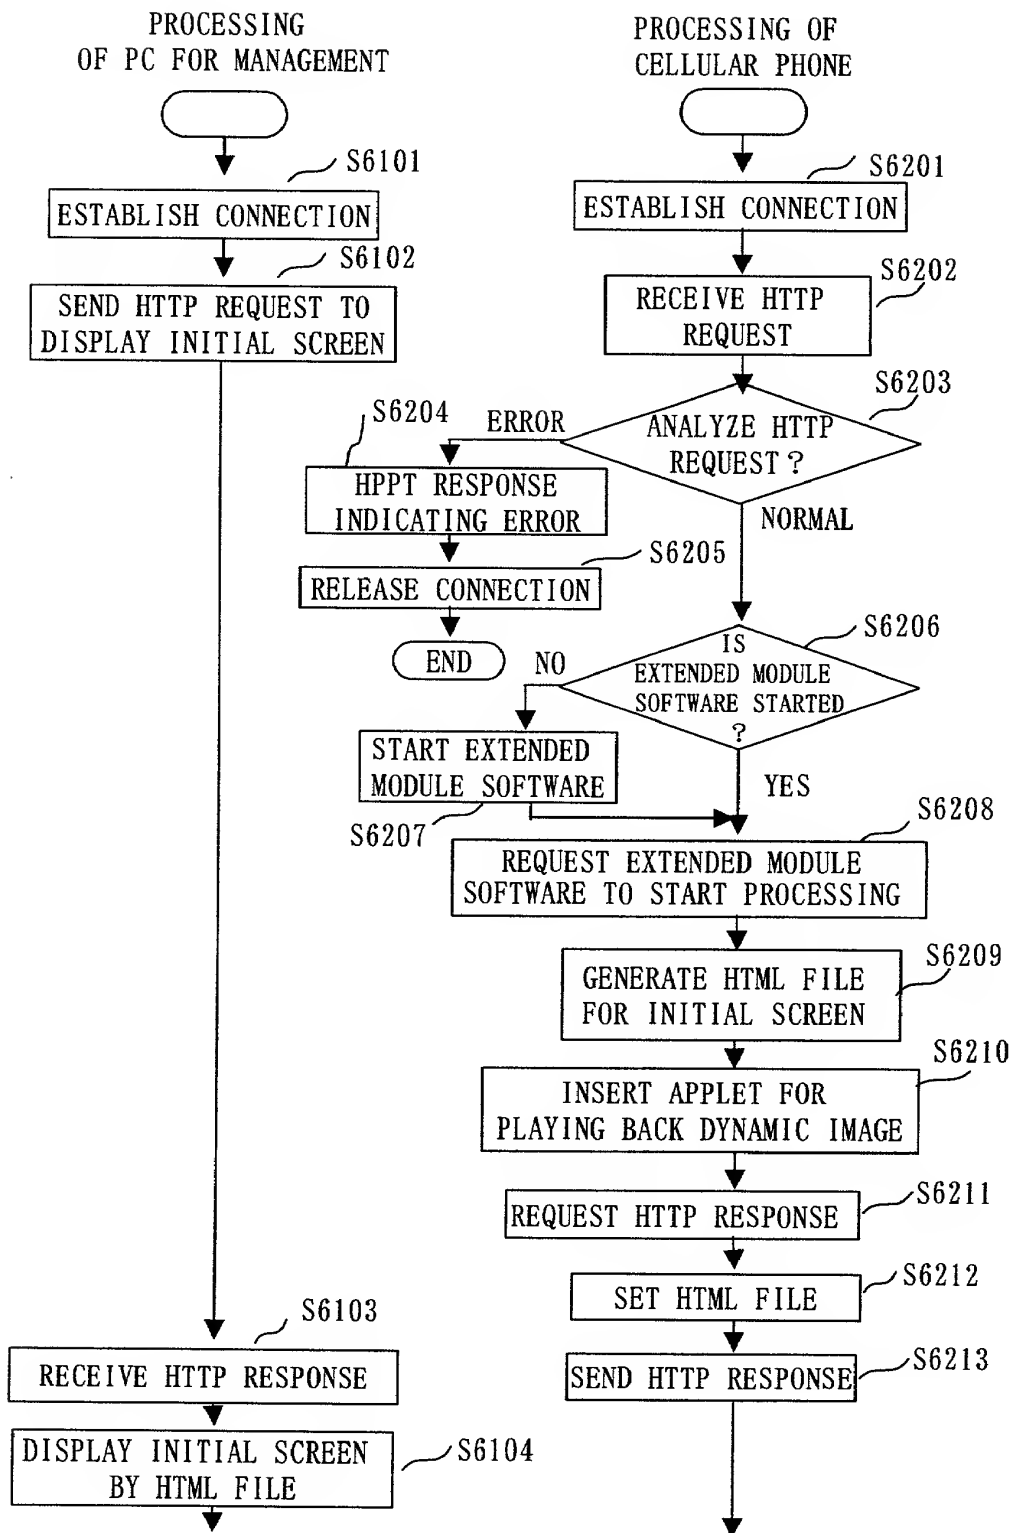 PROCESSING
OF PC FOR MANAGEMENT
PROCESSING OF
CELLULAR PHONE
S6101
ESTABLISH CONNECTION
S6102
SEND HTTP REQUEST TO
DISPLAY INITIAL SCREEN
S6201
ESTABLISH CONNECTION
S6202
RECEIVE HTTP
REQUEST
S6203
ANALYZE HTTP
REQUEST?
ERROR
NORMAL
S6204
HPPT RESPONSE
INDICATING ERROR
S6205
RELEASE CONNECTION
END
S6206
IS
EXTENDED MODULE
SOFTWARE STARTED
?
NO
YES
START EXTENDED
MODULE SOFTWARE
S6207
S6208
REQUEST EXTENDED MODULE
SOFTWARE TO START PROCESSING
S6209
GENERATE HTML FILE
FOR INITIAL SCREEN
S6210
INSERT APPLET FOR
PLAYING BACK DYNAMIC IMAGE
S6211
REQUEST HTTP RESPONSE
S6212
SET HTML FILE
S6213
SEND HTTP RESPONSE
S6103
RECEIVE HTTP RESPONSE
S6104
DISPLAY INITIAL SCREEN
BY HTML FILE